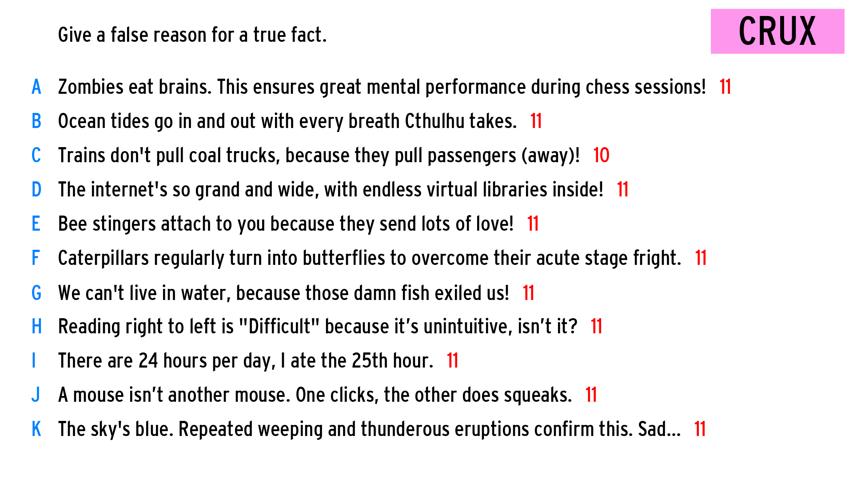 Give a false reason for a true fact.
CRUX
A Zombies eat brains. This ensures great mental performance during chess sessions! 11
B Ocean tides go in and out with every breath Cthulhu takes. 11
C Trains don't pull coal trucks, because they pull passengers (away)! 10
D The internet's so grand and wide, with endless virtual libraries inside! 11
E Bee stingers attach to you because they send lots of love! 11
F Caterpillars regularly turn into butterflies to overcome their acute stage fright. 11
G We can't live in water, because those damn fish exiled us! 11
H Reading right to left is "Difficult" because it’s unintuitive, isn’t it? 11
I There are 24 hours per day, I ate the 25th hour. 11
J A mouse isn’t another mouse. One clicks, the other does squeaks. 11
K The sky's blue. Repeated weeping and thunderous eruptions confirm this. Sad... 11